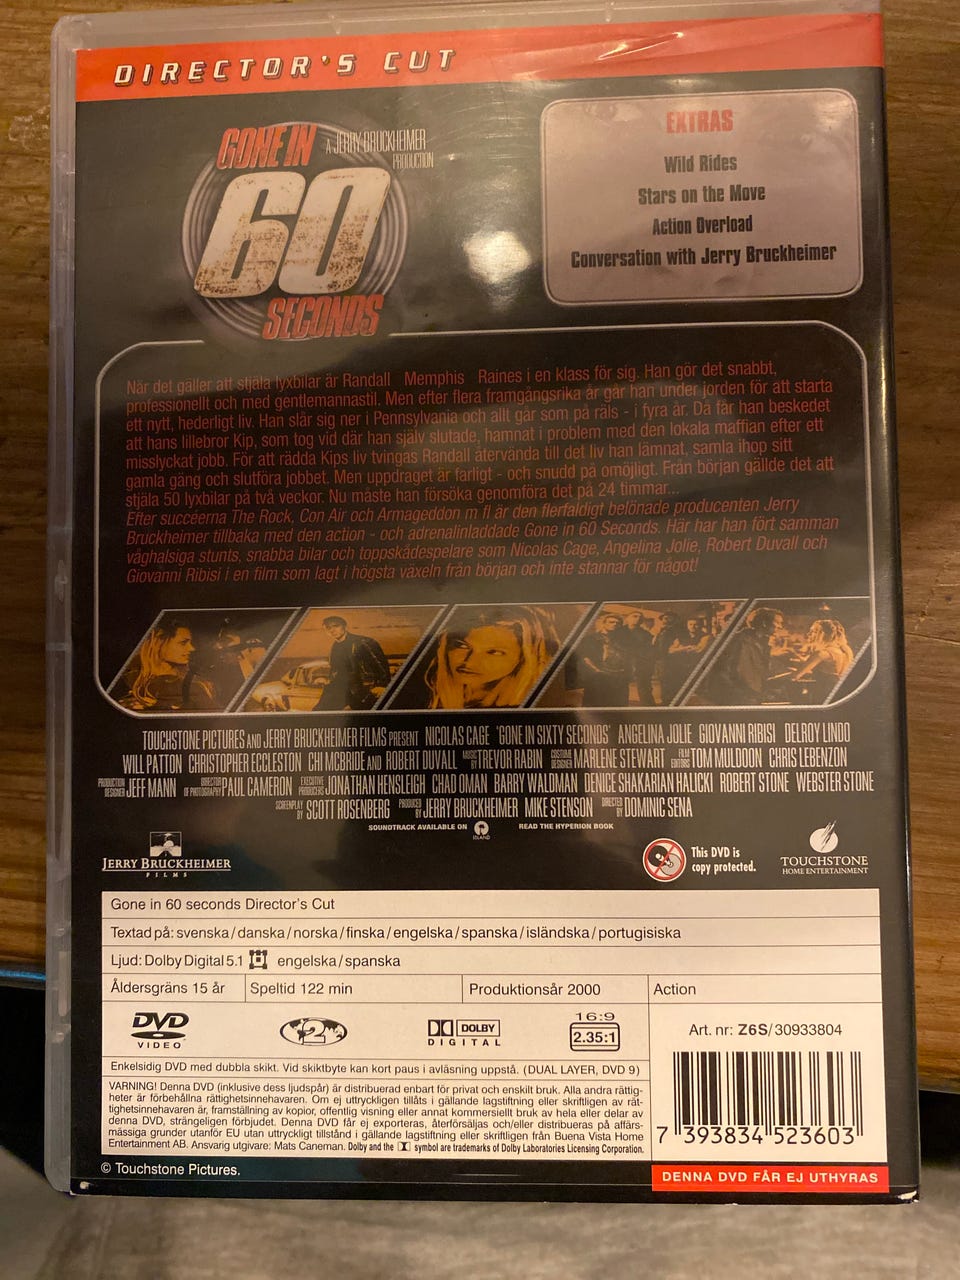 DIRECTOR'S CUT
GONE IN
60
SECONDS
A JERRY BRUCKHEIMER
PRODUCTION
EXTRAS
Wild Rides
Stars on the Move
Action Overload
Conversation with Jerry Bruckheimer
När det gäller att stjäla lyxbilar är Randall Memphis Raines i en klass för sig. Han gör det snabbt,
professionellt och med gentlemannastil. Men efter flera framgångsrika år går han under jorden för att starta
ett nytt, hederligt liv. Han slår sig ner i Pennsylvania och allt går som på räls - i fyra år. Då får han beskedet
att hans lillebror Kip, som tog vid där han själv slutade, hamnat i problem med den lokala maffian efter ett
misslyckat jobb. För att rädda Kips liv tvingas Randall återvända till det liv han lämnat, samla ihop sitt
gamla gäng och slutföra jobbet. Men uppdraget är farligt - och snudd på omöjligt. Från början gällde det att
stjäla 50 lyxbilar på två veckor. Nu måste han försöka genomföra det på 24 timmar...
Efter succéerna The Rock, Con Air och Armageddon m fl är den flerfaldigt belönade producenten Jerry
Bruckheimer tillbaka med den action - och adrenalinladdade Gone in 60 Seconds. Här har han fört samman
våghalsiga stunts, snabba bilar och toppskådespelare som Nicolas Cage, Angelina Jolie, Robert Duvall och
Giovanni Ribisi i en film som lagt i högsta växeln från början och inte stannar för något!
TOUCHSTONE PICTURES AND JERRY BRUCKHEIMER FILMS PRESENT NICOLAS CAGE 'GONE IN SIXTY SECONDS' ANGELINA JOLIE GIOVANNI RIBISI DELROY LINDO
WILL PATTON CHRISTOPHER ECCLESTON CHI MCBRIDE AND ROBERT DUVALL MUSIC BY TREVOR RABIN COSTUME DESIGNER MARLENE STEWART FILM EDITORS TOM MULDOON CHRIS LEBENZON
PRODUCTION DESIGNER JEFF MANN DIRECTOR OF PHOTOGRAPHY PAUL CAMERON EXECUTIVE PRODUCERS JONATHAN HENSLEIGH CHAD OMAN BARRY WALDMAN DENICE SHAKARIAN HALICKI ROBERT STONE WEBSTER STONE
SCREENPLAY BY SCOTT ROSENBERG PRODUCED BY JERRY BRUCKHEIMER MIKE STENSON DIRECTED BY DOMINIC SENA
SOUNDTRACK AVAILABLE ON ISLAND READ THE HYPERION BOOK
JERRY BRUCKHEIMER
FILMS
This DVD is
copy protected.
TOUCHSTONE
HOME ENTERTAINMENT
Gone in 60 seconds Director's Cut
Textad på: svenska/danska/norska/finska/engelska/spanska/isländska/portugisiska
Ljud: Dolby Digital 5.1 engelska/spanska
Åldersgräns 15 år Speltid 122 min Produktionsår 2000 Action
DVD
VIDEO
2
DOLBY
DIGITAL
16:9
2.35:1
Art. nr: Z6S/30933804
Enkelsidig DVD med dubbla skikt. Vid skiktbyte kan kort paus i avläsning uppstå. (DUAL LAYER, DVD 9)
VARNING! Denna DVD (inklusive dess ljudspår) är distribuerad enbart för privat och enskilt bruk. Alla andra rättig-
heter är förbehållna rättighetsinnehavaren. Om ej uttryckligen tillåts i gällande lagstiftning eller skriftligen av rät-
tighetsinnehavaren är, framställning av kopior, offentlig visning eller annat kommersiellt bruk av hela eller delar av
denna DVD, strängeligen förbjudet. Denna DVD får ej exporteras, återförsäljas och/eller distribueras på affärs-
mässiga grunder utanför EU utan uttryckligt tillstånd i gällande lagstiftning eller skriftligen från Buena Vista Home
Entertainment AB. Ansvarig utgivare: Mats Caneman. Dolby and the symbol are trademarks of Dolby Laboratories Licensing Corporation.
7 393834 523603
© Touchstone Pictures.
DENNA DVD FÅR EJ UTHYRAS